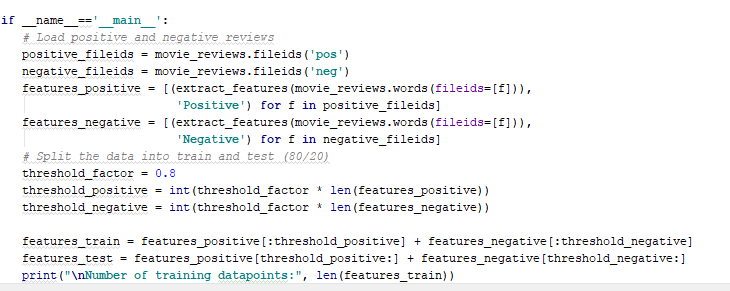 if __name__=='__main__':
    # Load positive and negative reviews
    positive_fileids = movie_reviews.fileids('pos')
    negative_fileids = movie_reviews.fileids('neg')
    features_positive = [(extract_features(movie_reviews.words(fileids=[f])),
                        'Positive') for f in positive_fileids]
    features_negative = [(extract_features(movie_reviews.words(fileids=[f])),
                        'Negative') for f in negative_fileids]
    # Split the data into train and test (80/20)
    threshold_factor = 0.8
    threshold_positive = int(threshold_factor * len(features_positive))
    threshold_negative = int(threshold_factor * len(features_negative))

    features_train = features_positive[:threshold_positive] + features_negative[:threshold_negative]
    features_test = features_positive[threshold_positive:] + features_negative[threshold_negative:]
    print("\nNumber of training datapoints:", len(features_train))